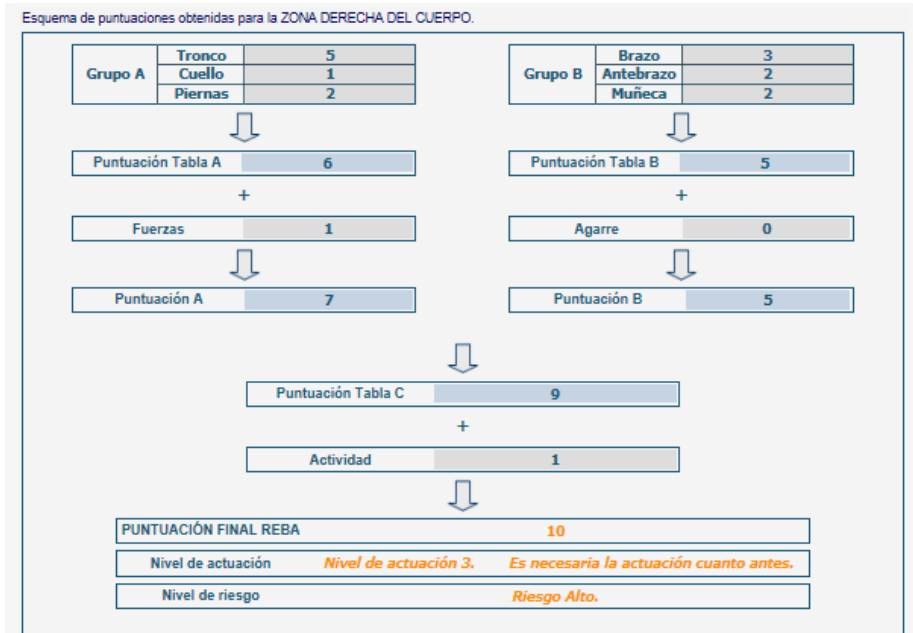 Esquema de puntuaciones obtenidas para la ZONA DERECHA DEL CUERPO.
Grupo A
Tronco 5
Cuello 1
Piernas 2
Grupo B
Brazo 3
Antebrazo 2
Muñeca 2
Puntuación Tabla A 6
Puntuación Tabla B 5
+
+
Fuerzas 1
Agarre 0
Puntuación A 7
Puntuación B 5
Puntuación Tabla C 9
+
Actividad 1
PUNTUACIÓN FINAL REBA 10
Nivel de actuación Nivel de actuación 3. Es necesaria la actuación cuanto antes.
Nivel de riesgo Riesgo Alto.